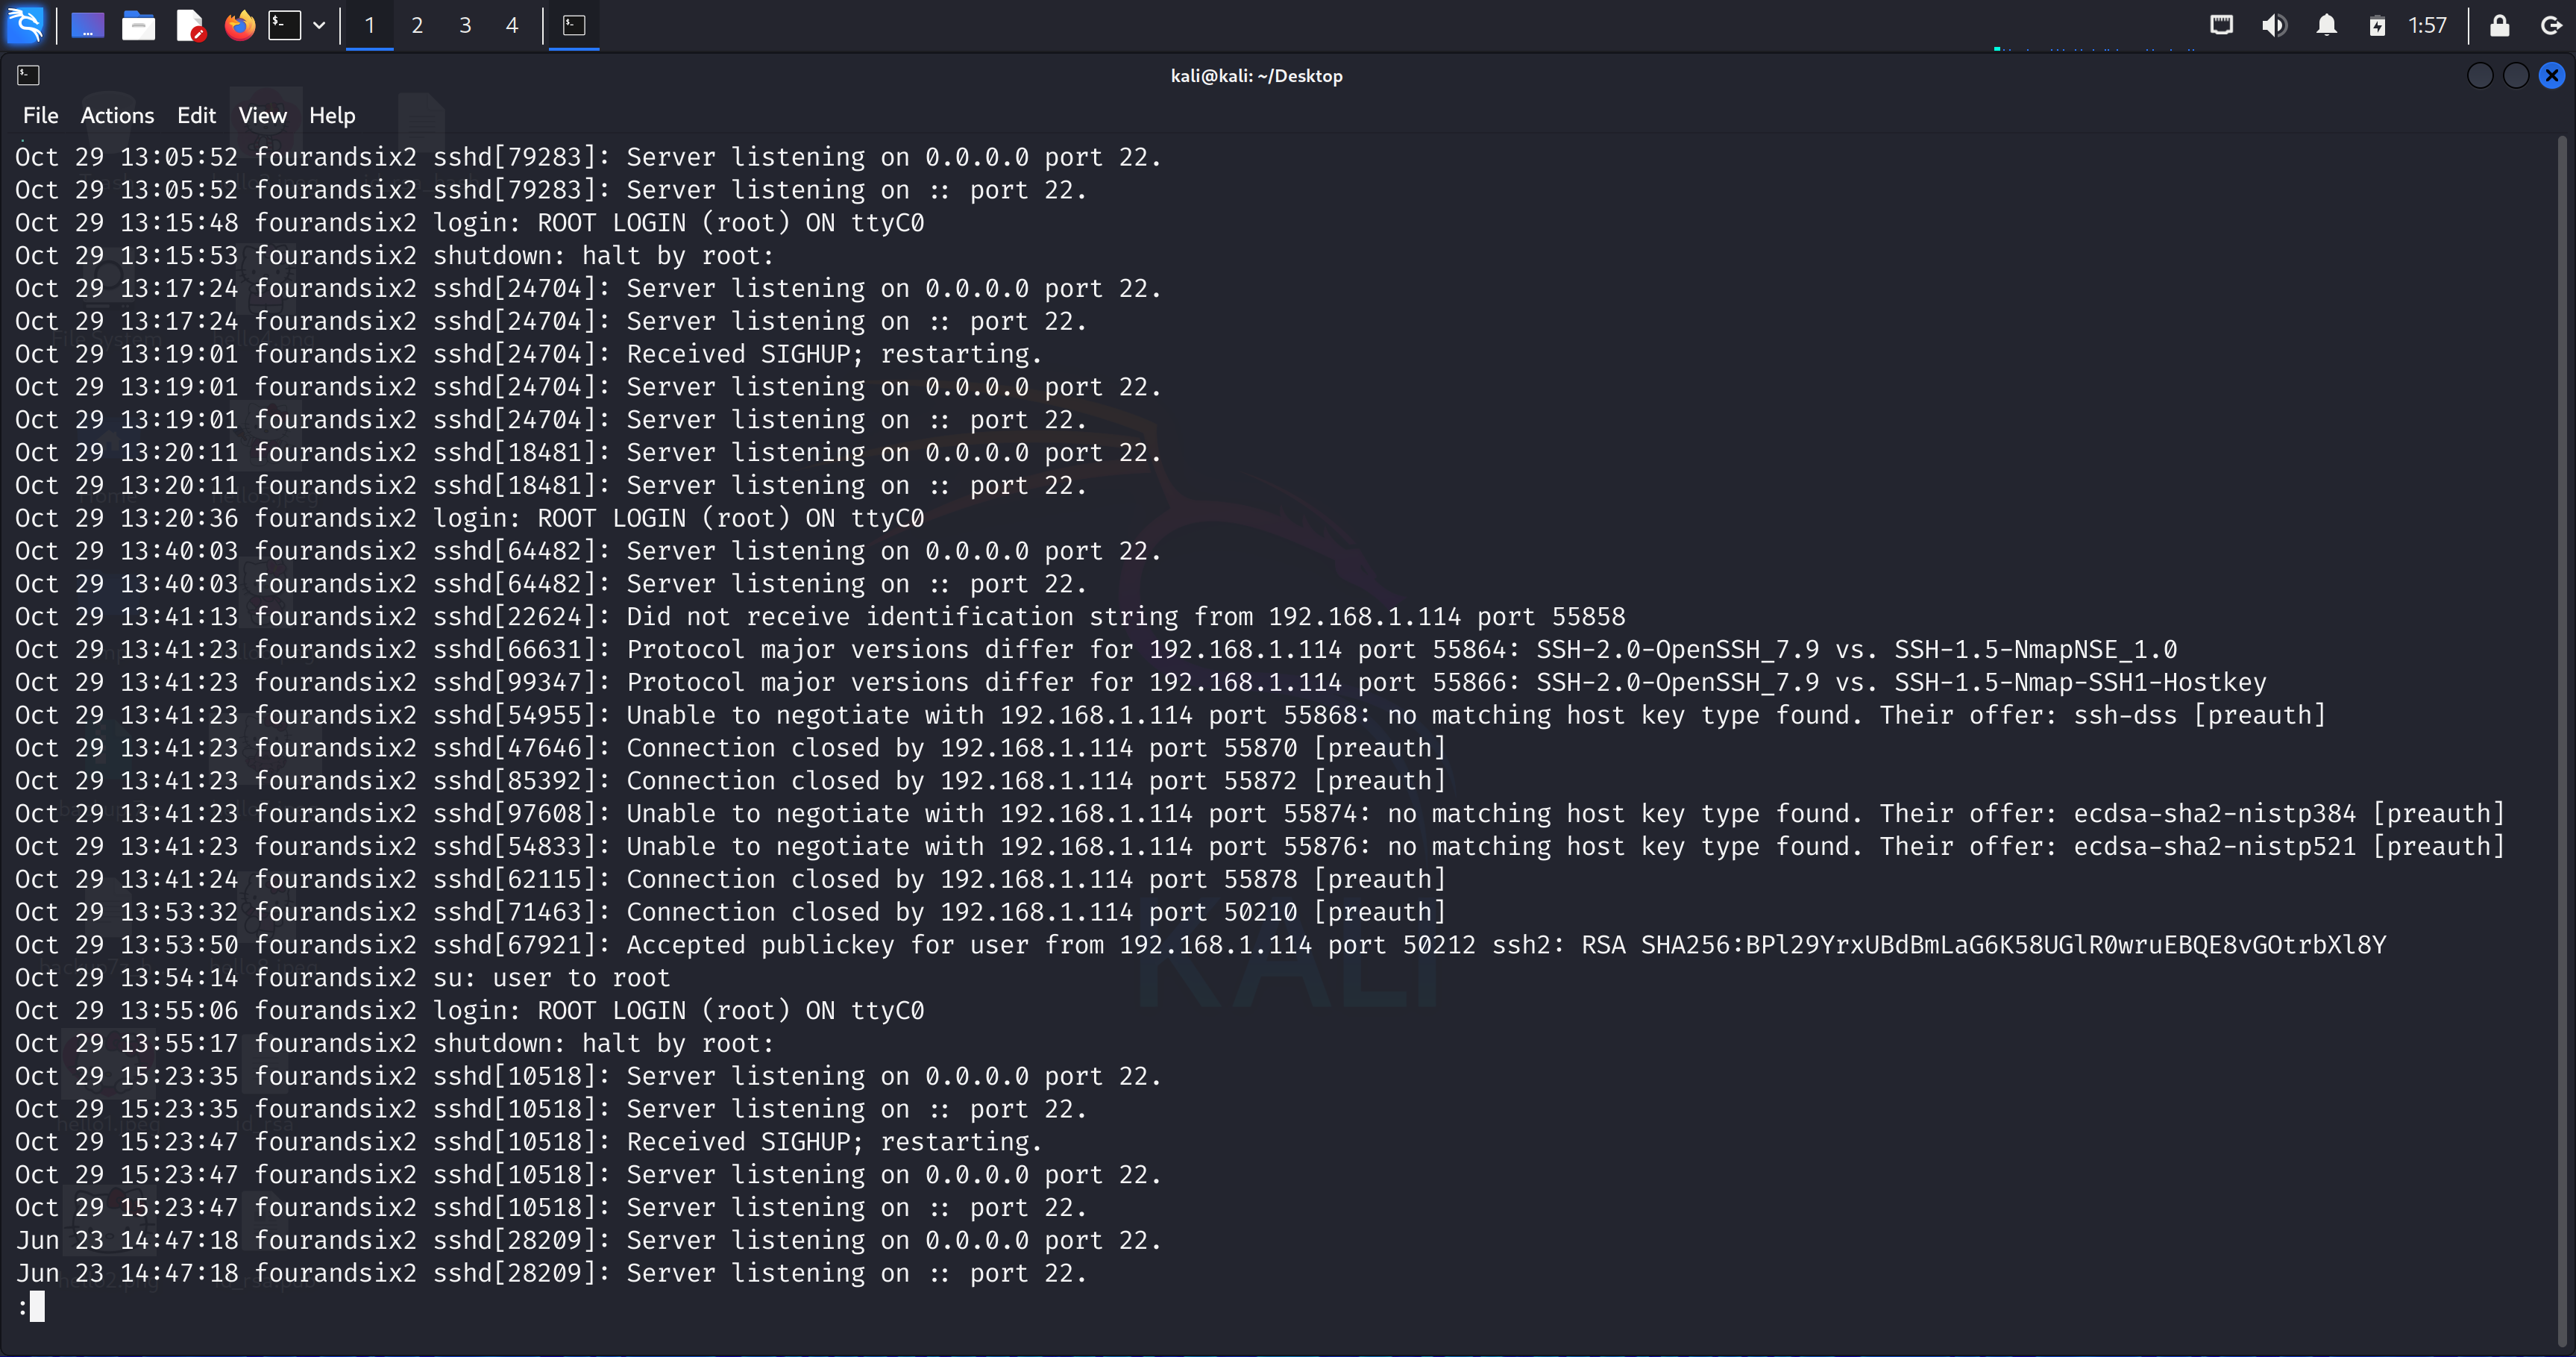 1 2 3 4 1:57
kali@kali: ~/Desktop
File Actions Edit View Help
Oct 29 13:05:52 fourandsix2 sshd[79283]: Server listening on 0.0.0.0 port 22.
Oct 29 13:05:52 fourandsix2 sshd[79283]: Server listening on :: port 22.
Oct 29 13:15:48 fourandsix2 login: ROOT LOGIN (root) ON ttyC0
Oct 29 13:15:53 fourandsix2 shutdown: halt by root:
Oct 29 13:17:24 fourandsix2 sshd[24704]: Server listening on 0.0.0.0 port 22.
Oct 29 13:17:24 fourandsix2 sshd[24704]: Server listening on :: port 22.
Oct 29 13:19:01 fourandsix2 sshd[24704]: Received SIGHUP; restarting.
Oct 29 13:19:01 fourandsix2 sshd[24704]: Server listening on 0.0.0.0 port 22.
Oct 29 13:19:01 fourandsix2 sshd[24704]: Server listening on :: port 22.
Oct 29 13:20:11 fourandsix2 sshd[18481]: Server listening on 0.0.0.0 port 22.
Oct 29 13:20:11 fourandsix2 sshd[18481]: Server listening on :: port 22.
Oct 29 13:20:36 fourandsix2 login: ROOT LOGIN (root) ON ttyC0
Oct 29 13:40:03 fourandsix2 sshd[64482]: Server listening on 0.0.0.0 port 22.
Oct 29 13:40:03 fourandsix2 sshd[64482]: Server listening on :: port 22.
Oct 29 13:41:13 fourandsix2 sshd[22624]: Did not receive identification string from 192.168.1.114 port 55858
Oct 29 13:41:23 fourandsix2 sshd[66631]: Protocol major versions differ for 192.168.1.114 port 55864: SSH-2.0-OpenSSH_7.9 vs. SSH-1.5-NmapNSE_1.0
Oct 29 13:41:23 fourandsix2 sshd[99347]: Protocol major versions differ for 192.168.1.114 port 55866: SSH-2.0-OpenSSH_7.9 vs. SSH-1.5-Nmap-SSH1-Hostkey
Oct 29 13:41:23 fourandsix2 sshd[54955]: Unable to negotiate with 192.168.1.114 port 55868: no matching host key type found. Their offer: ssh-dss [preauth]
Oct 29 13:41:23 fourandsix2 sshd[47646]: Connection closed by 192.168.1.114 port 55870 [preauth]
Oct 29 13:41:23 fourandsix2 sshd[85392]: Connection closed by 192.168.1.114 port 55872 [preauth]
Oct 29 13:41:23 fourandsix2 sshd[97608]: Unable to negotiate with 192.168.1.114 port 55874: no matching host key type found. Their offer: ecdsa-sha2-nistp384 [preauth]
Oct 29 13:41:23 fourandsix2 sshd[54833]: Unable to negotiate with 192.168.1.114 port 55876: no matching host key type found. Their offer: ecdsa-sha2-nistp521 [preauth]
Oct 29 13:41:24 fourandsix2 sshd[62115]: Connection closed by 192.168.1.114 port 55878 [preauth]
Oct 29 13:53:32 fourandsix2 sshd[71463]: Connection closed by 192.168.1.114 port 50210 [preauth]
Oct 29 13:53:50 fourandsix2 sshd[67921]: Accepted publickey for user from 192.168.1.114 port 50212 ssh2: RSA SHA256:BPl29YrxUBdBmLaG6K58UGlR0wruEBQE8vGOtrbXl8Y
Oct 29 13:54:14 fourandsix2 su: user to root
Oct 29 13:55:06 fourandsix2 login: ROOT LOGIN (root) ON ttyC0
Oct 29 13:55:17 fourandsix2 shutdown: halt by root:
Oct 29 15:23:35 fourandsix2 sshd[10518]: Server listening on 0.0.0.0 port 22.
Oct 29 15:23:35 fourandsix2 sshd[10518]: Server listening on :: port 22.
Oct 29 15:23:47 fourandsix2 sshd[10518]: Received SIGHUP; restarting.
Oct 29 15:23:47 fourandsix2 sshd[10518]: Server listening on 0.0.0.0 port 22.
Oct 29 15:23:47 fourandsix2 sshd[10518]: Server listening on :: port 22.
Jun 23 14:47:18 fourandsix2 sshd[28209]: Server listening on 0.0.0.0 port 22.
Jun 23 14:47:18 fourandsix2 sshd[28209]: Server listening on :: port 22.
:
KALI